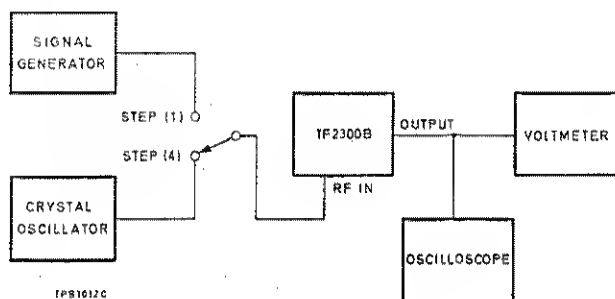 SIGNAL
GENERATOR
STEP (1)
STEP (4)
CRYSTAL
OSCILLATOR
TF2300B
RF IN
OUTPUT
VOLTMETER
OSCILLOSCOPE
TPS1012C